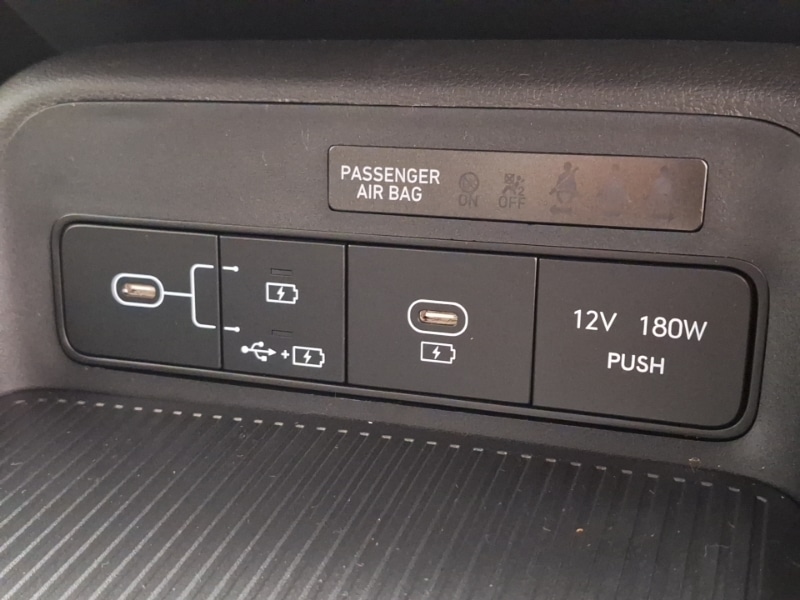 PASSENGER
AIR BAG
ON
OFF
12V 180W
PUSH